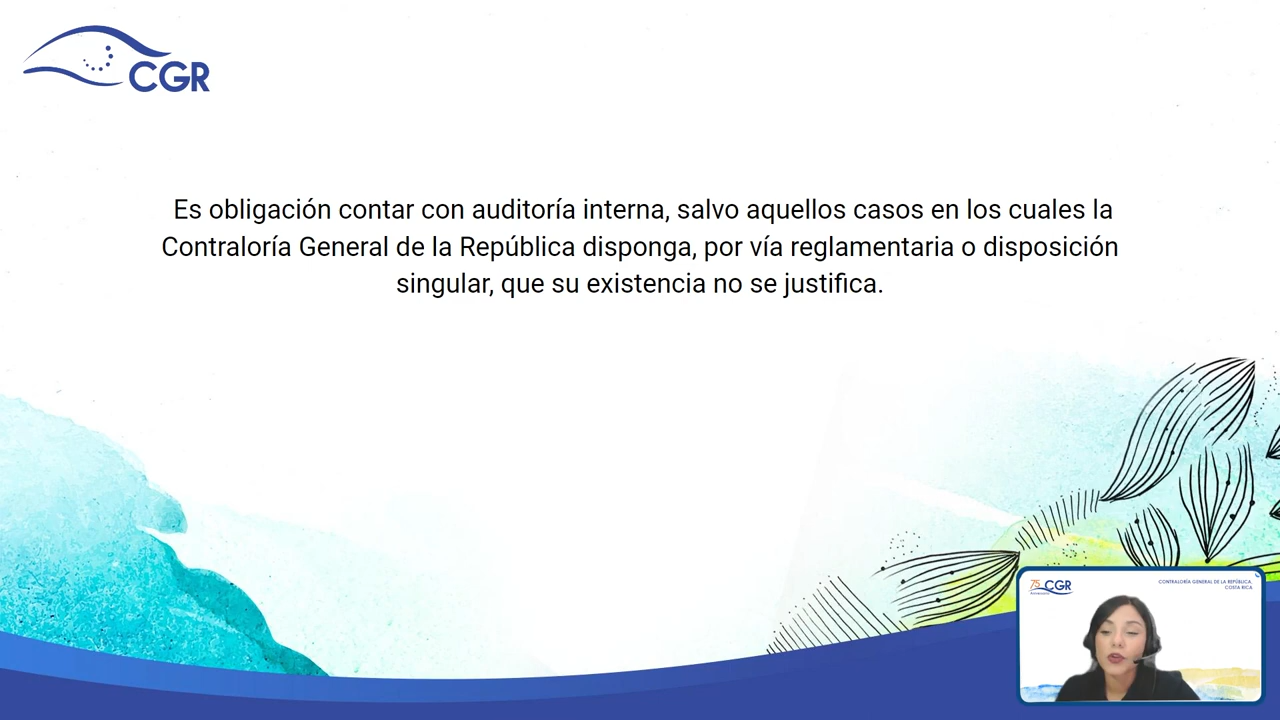 CGR
Es obligación contar con auditoría interna, salvo aquellos casos en los cuales la
Contraloría General de la República disponga, por vía reglamentaria o disposición
singular, que su existencia no se justifica.
75 CGR
CONTRALORÍA GENERAL DE LA REPÚBLICA,
COSTA RICA